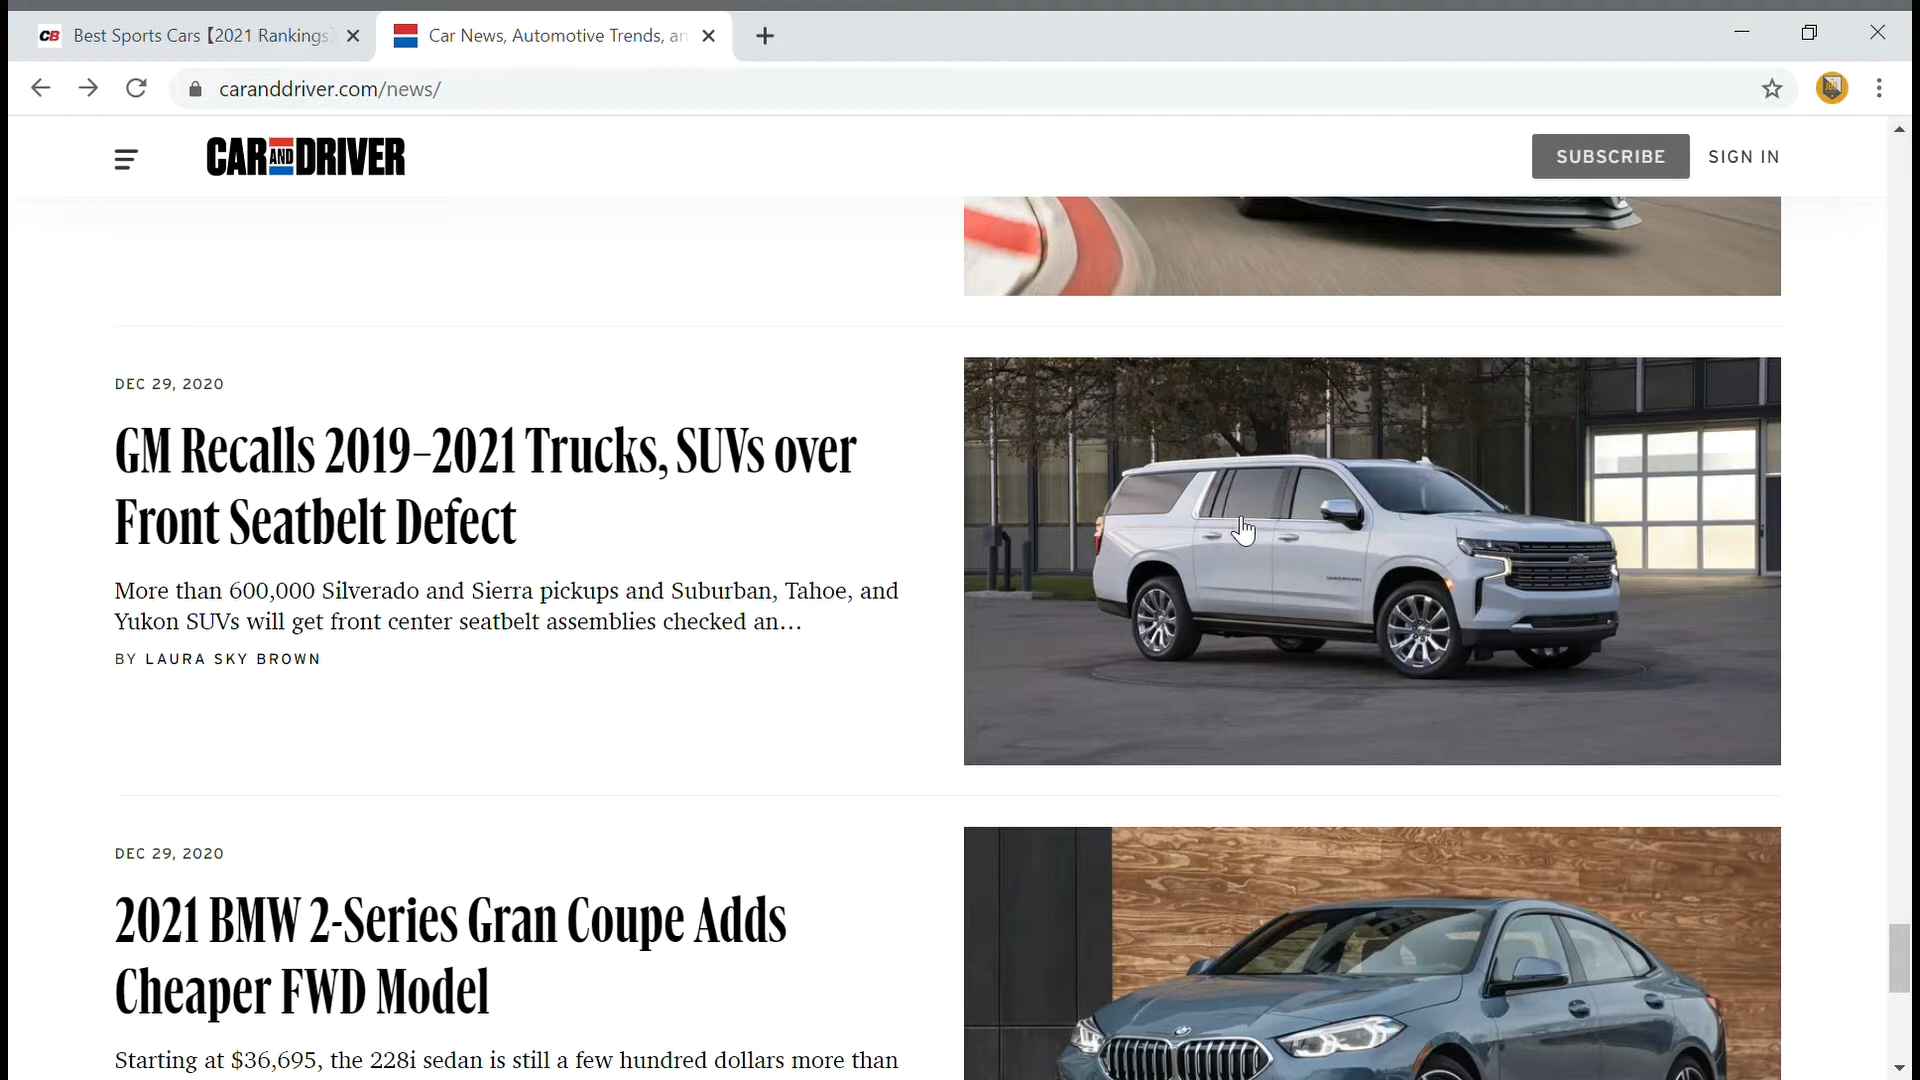 CB Best Sports Cars【2021 Rankings】
Car News, Automotive Trends, an
caranddriver.com/news/
CAR AND DRIVER
SUBSCRIBE
SIGN IN
DEC 29, 2020
GM Recalls 2019–2021 Trucks, SUVs over
Front Seatbelt Defect
More than 600,000 Silverado and Sierra pickups and Suburban, Tahoe, and
Yukon SUVs will get front center seatbelt assemblies checked an…
BY LAURA SKY BROWN
DEC 29, 2020
2021 BMW 2-Series Gran Coupe Adds
Cheaper FWD Model
Starting at $36,695, the 228i sedan is still a few hundred dollars more than